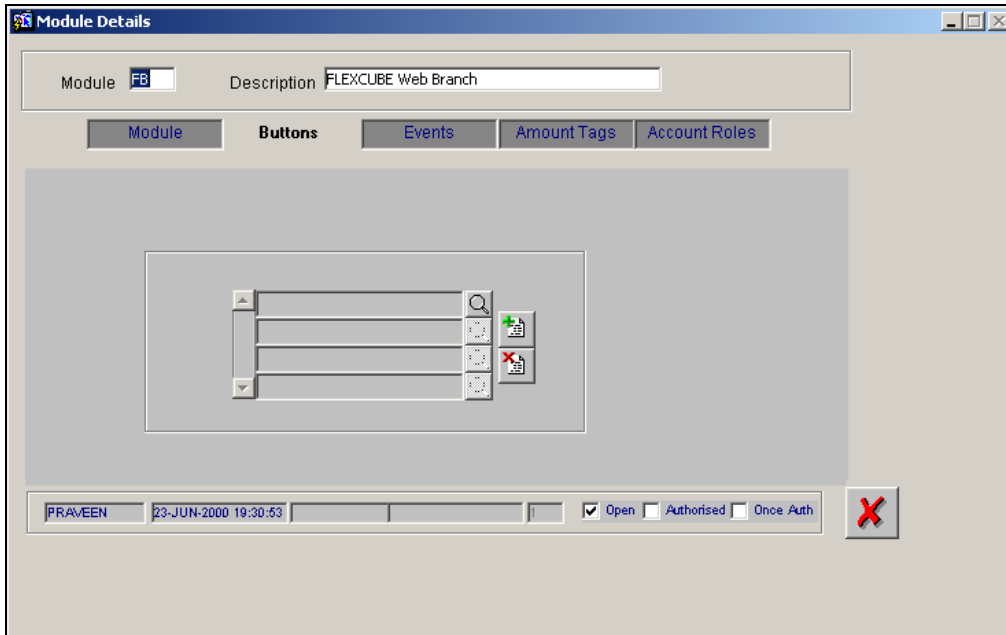 Module Details
Module FB Description FLEXCUBE Web Branch
Module Buttons Events Amount Tags Account Roles
PRAVEEN 23-JUN-2000 19:30:53 1 Open Authorised Once Auth